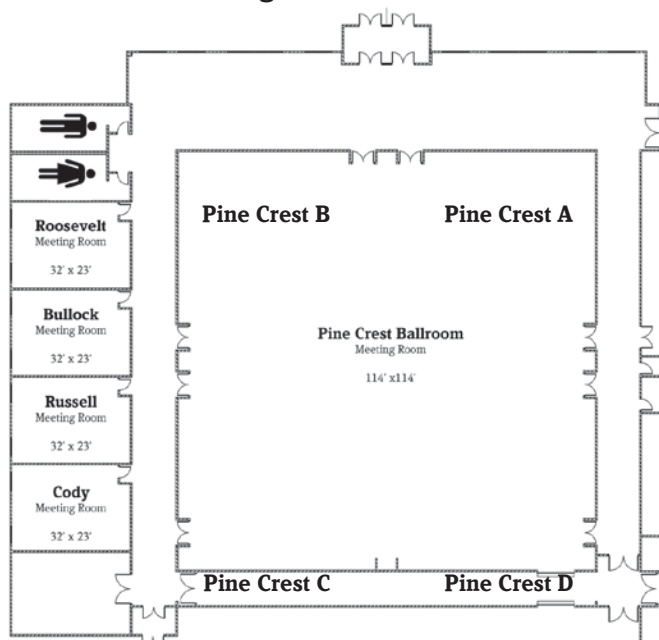 Pine Crest B
Pine Crest A
Roosevelt
Meeting Room
32' x 23'
Bullock
Meeting Room
32' x 23'
Pine Crest Ballroom
Meeting Room
114' x114'
Russell
Meeting Room
32' x 23'
Cody
Meeting Room
32' x 23'
Pine Crest C
Pine Crest D